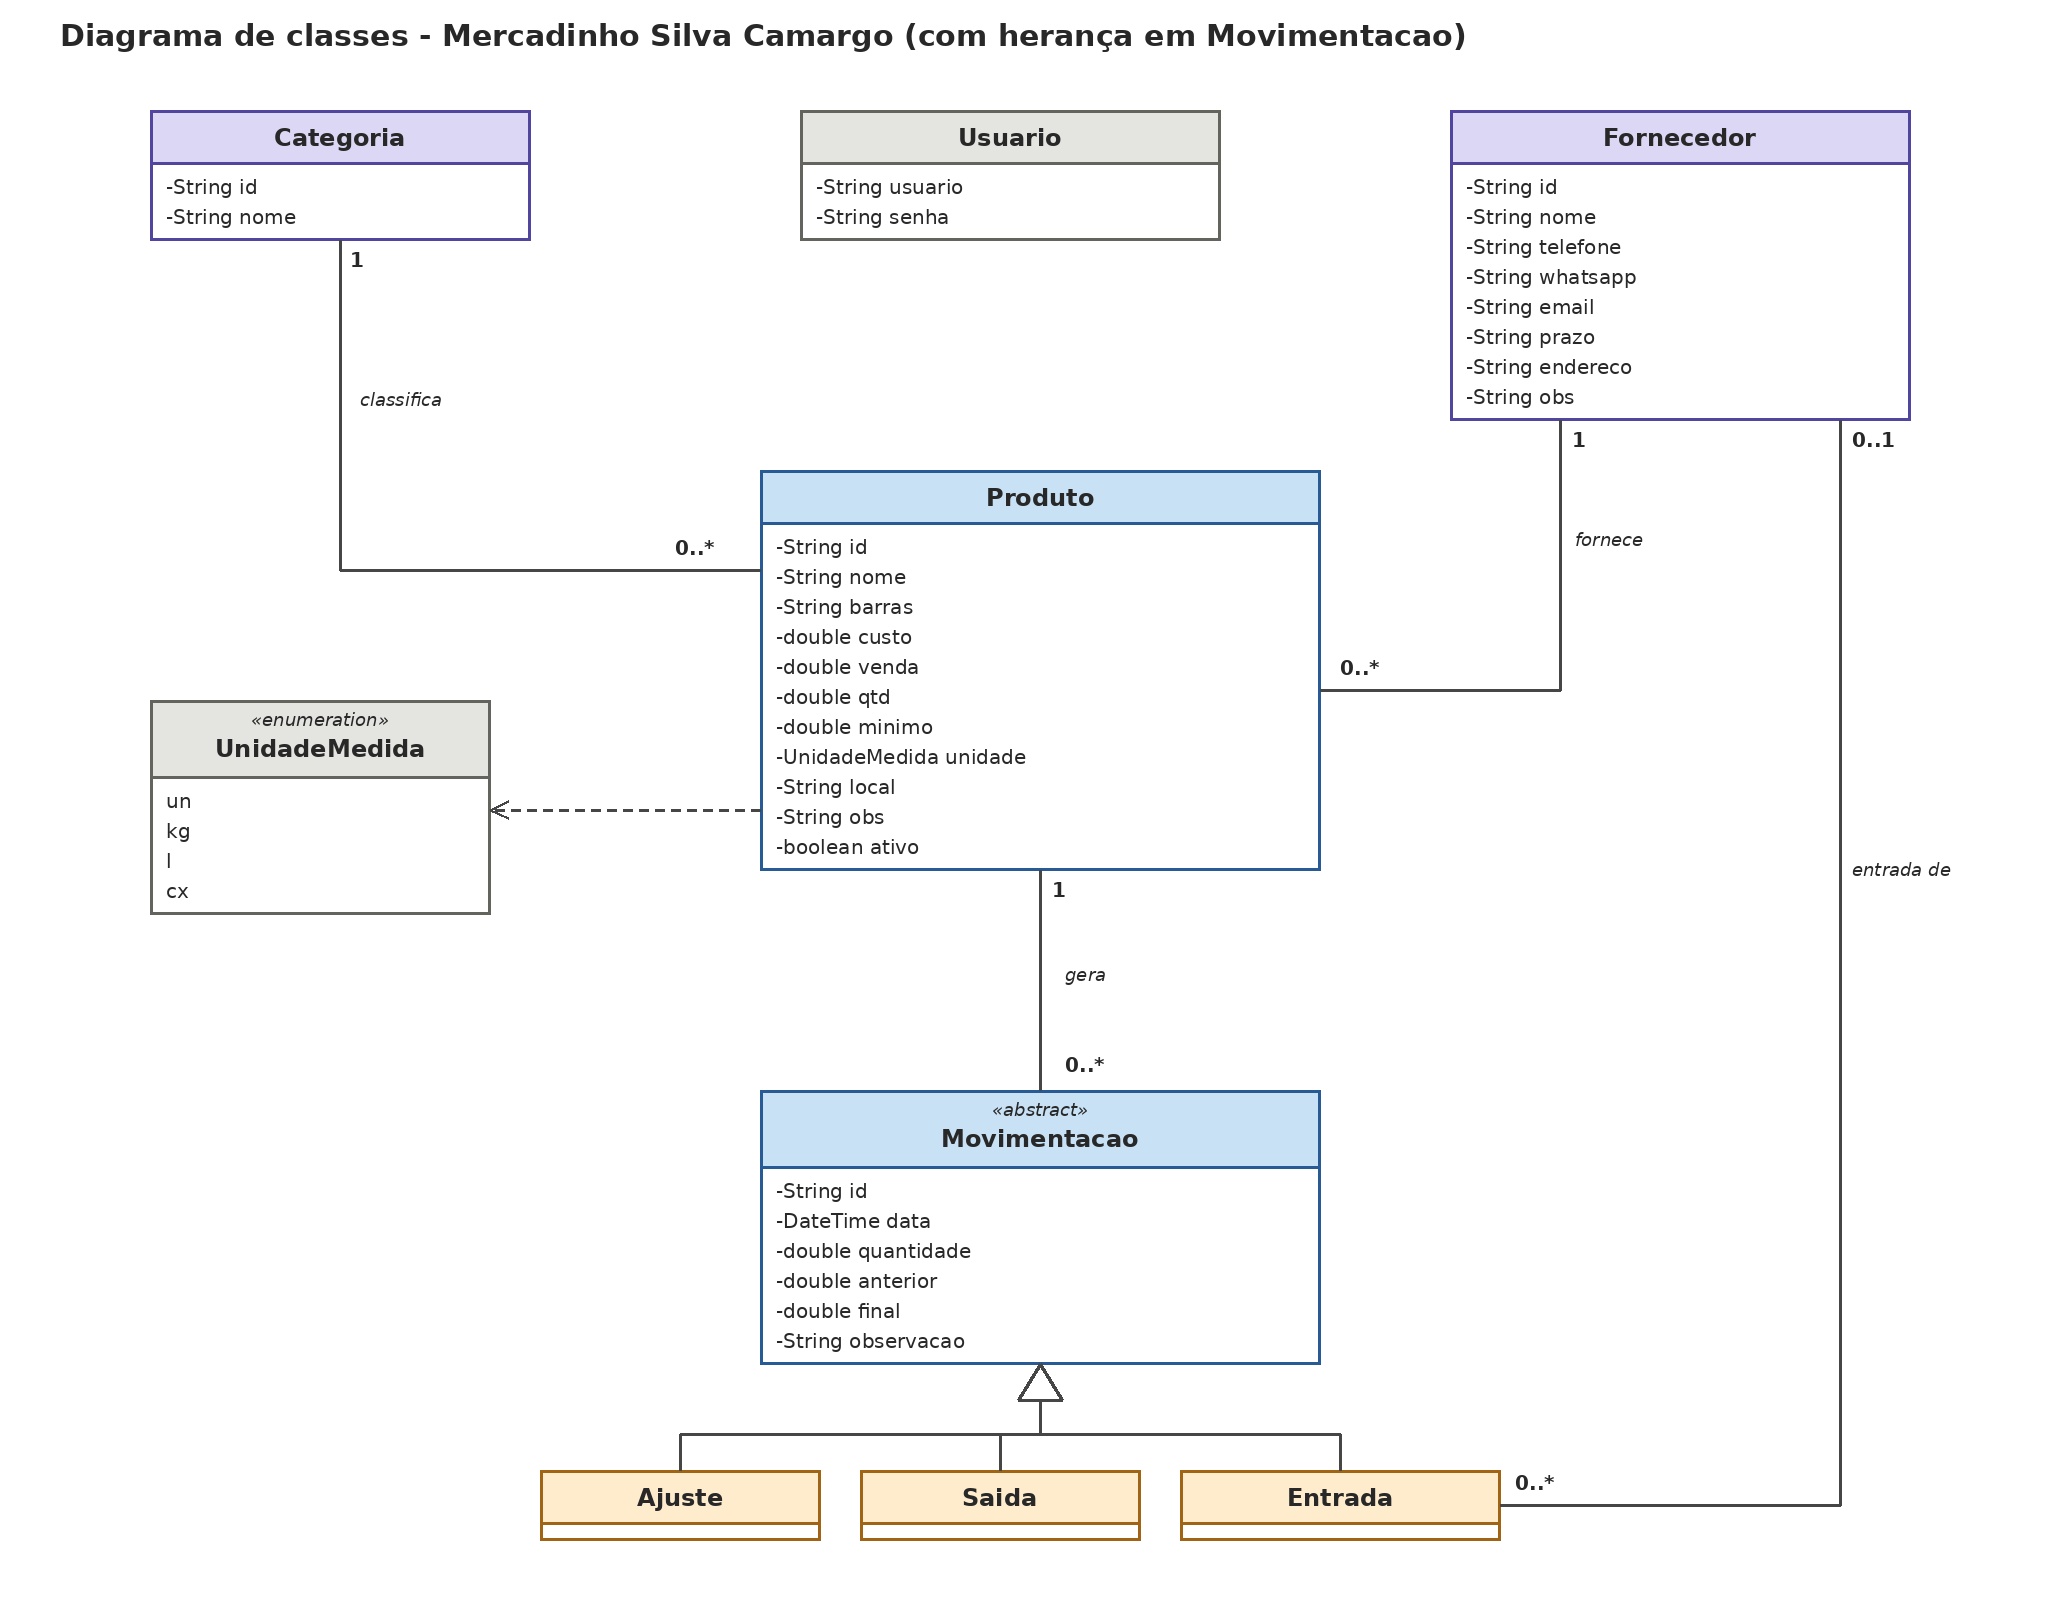 Diagrama de classes - Mercadinho Silva Camargo (com herança em Movimentacao)
Categoria
-String id
-String nome
Usuario
-String usuario
-String senha
Fornecedor
-String id
-String nome
-String telefone
-String whatsapp
-String email
-String prazo
-String endereco
-String obs
1
classifica
0..*
1
fornece
0..*
0..1
entrada de
0..*
Produto
-String id
-String nome
-String barras
-double custo
-double venda
-double qtd
-double minimo
-UnidadeMedida unidade
-String local
-String obs
-boolean ativo
«enumeration»
UnidadeMedida
un
kg
l
cx
1
gera
0..*
«abstract»
Movimentacao
-String id
-DateTime data
-double quantidade
-double anterior
-double final
-String observacao
Ajuste
Saida
Entrada